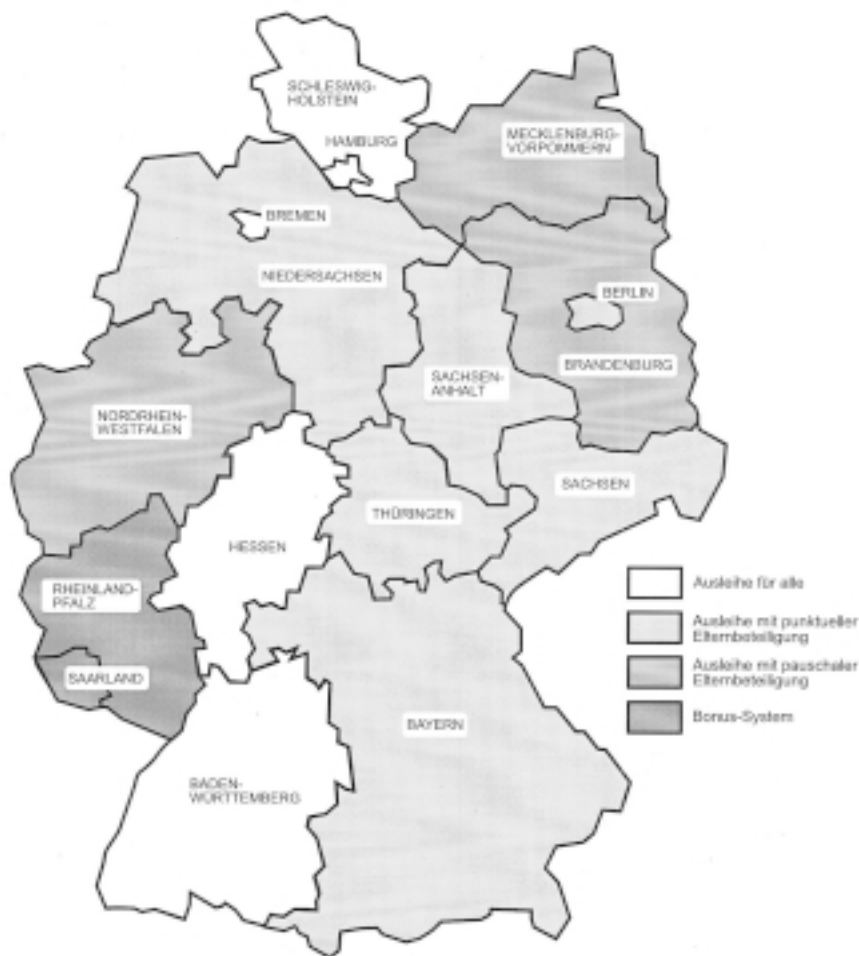 SCHLESWIG-
HOLSTEIN
HAMBURG
MECKLENBURG-
VORPOMMERN
BREMEN
NIEDERSACHSEN
BERLIN
BRANDENBURG
SACHSEN-
ANHALT
NORDRHEIN-
WESTFALEN
SACHSEN
THÜRINGEN
HESSEN
RHEINLAND-
PFALZ
SAARLAND
BAYERN
BADEN-
WÜRTTEMBERG
Ausleihe für alle
Ausleihe mit punktueller
Elternbeteiligung
Ausleihe mit pauschaler
Elternbeteiligung
Bonus-System